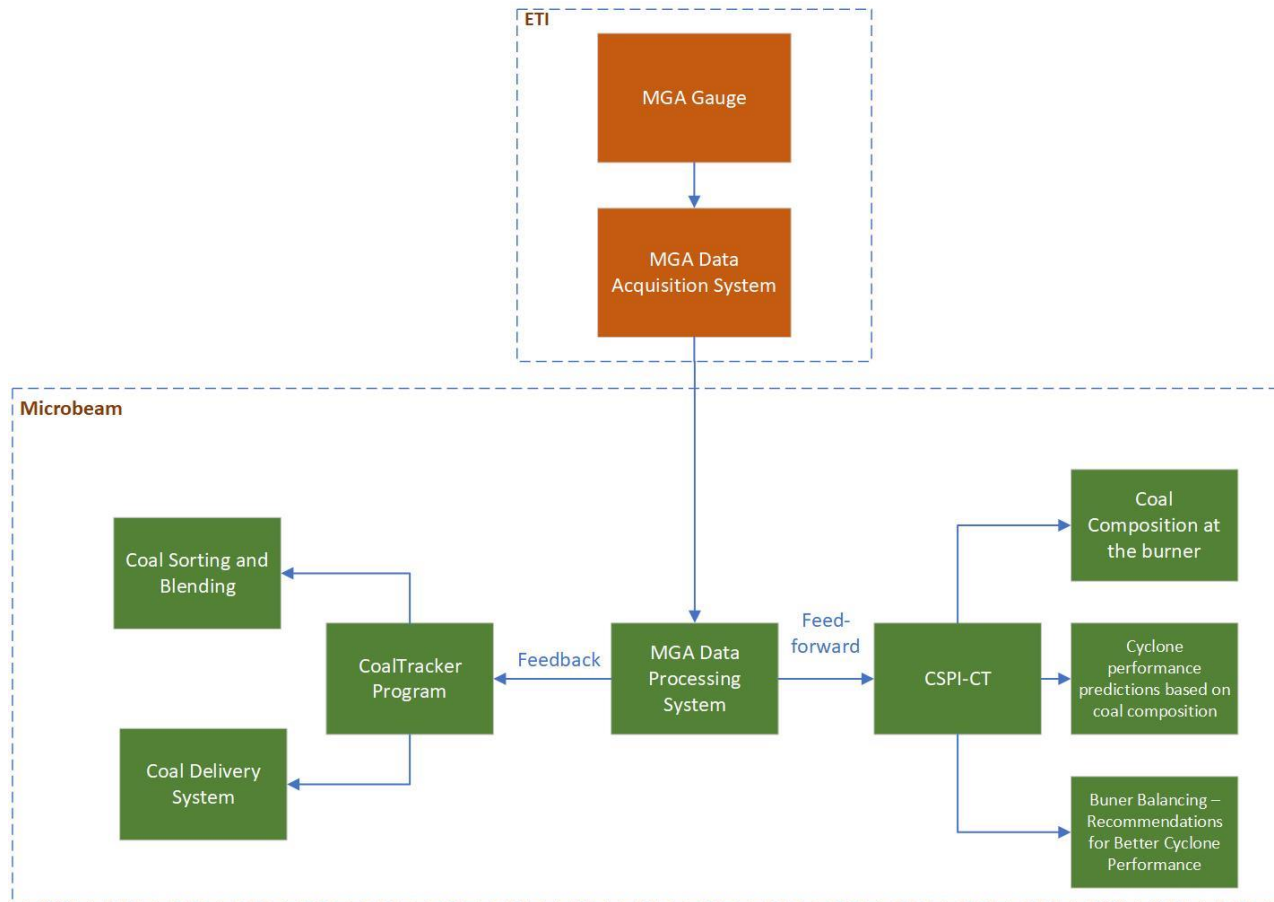 ETI
MGA Gauge
MGA Data
Acquisition System
Microbeam
Coal Sorting and
Blending
Coal Delivery
System
CoalTracker
Program
Feedback
MGA Data
Processing
System
Feed-
forward
CSPI-CT
Coal
Composition at
the burner
Cyclone
performance
predictions based on
coal composition
Buner Balancing –
Recommendations
for Better Cyclone
Performance